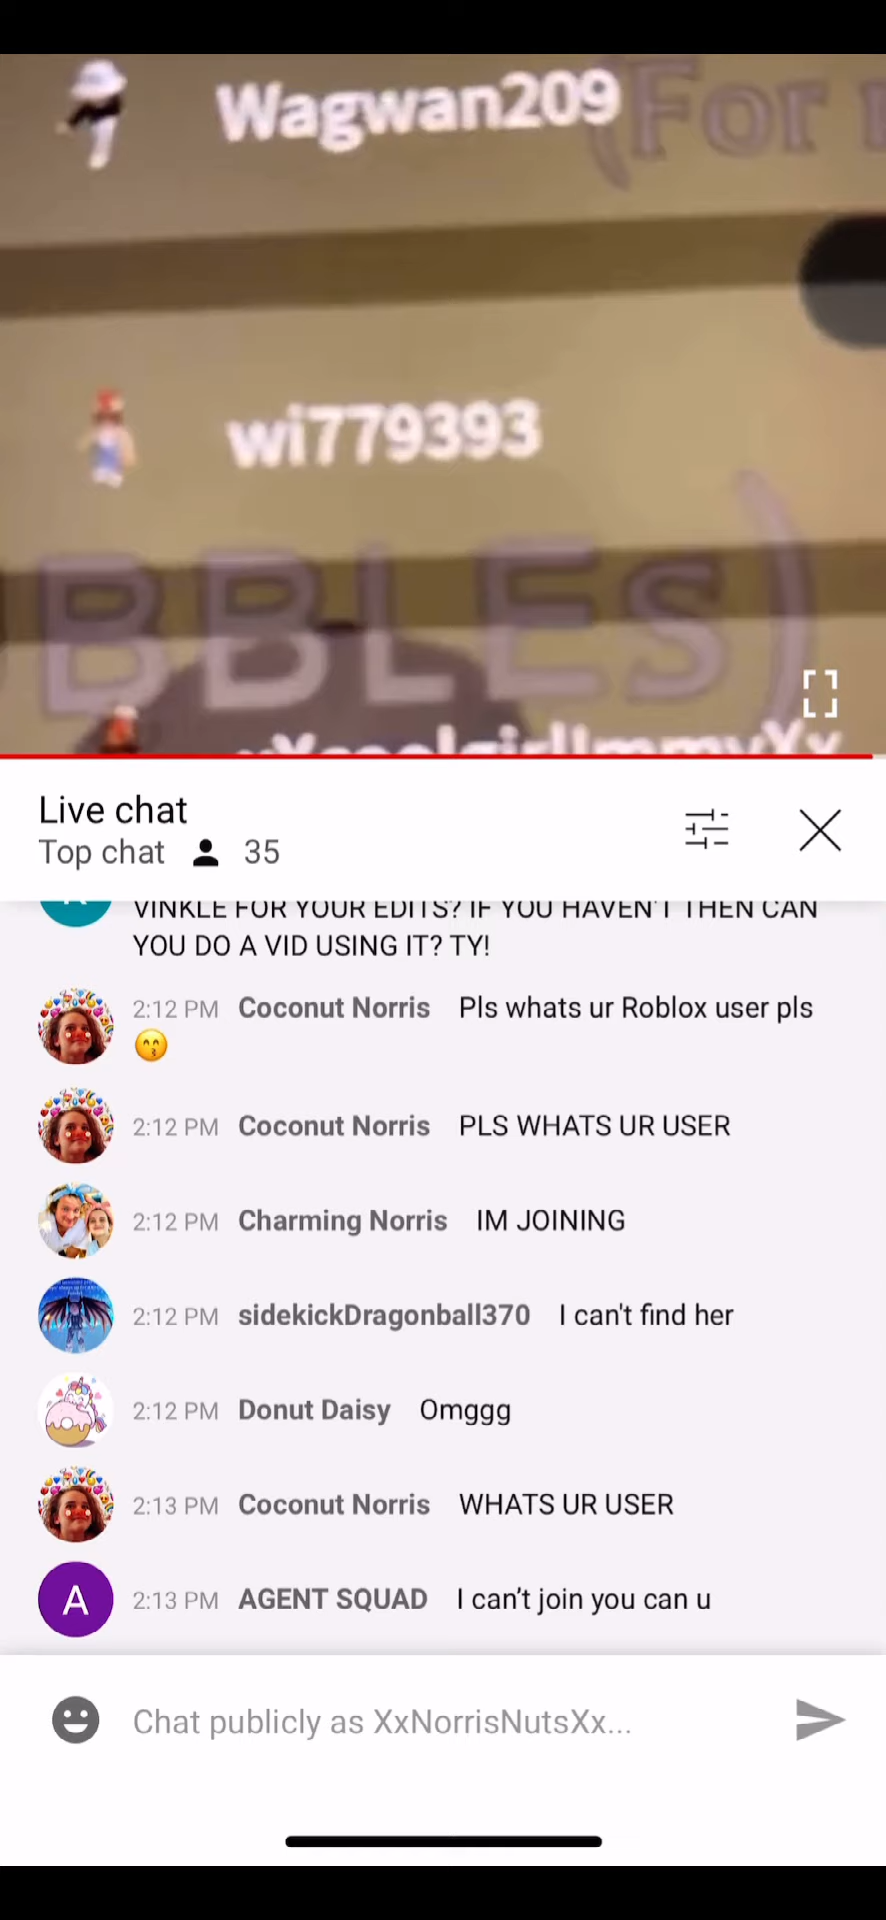 Wagwan209
(For
wi779393
BBLEs)
Live chat
Top chat 35
VINKLE FOR YOUR EDITS? IF YOU HAVEN'T THEN CAN
YOU DO A VID USING IT? TY!
2:12 PM Coconut Norris Pls whats ur Roblox user pls
😙
2:12 PM Coconut Norris PLS WHATS UR USER
2:12 PM Charming Norris IM JOINING
2:12 PM sidekickDragonball370 I can't find her
2:12 PM Donut Daisy Omggg
2:13 PM Coconut Norris WHATS UR USER
A 2:13 PM AGENT SQUAD I can’t join you can u
Chat publicly as XxNorrisNutsXx...